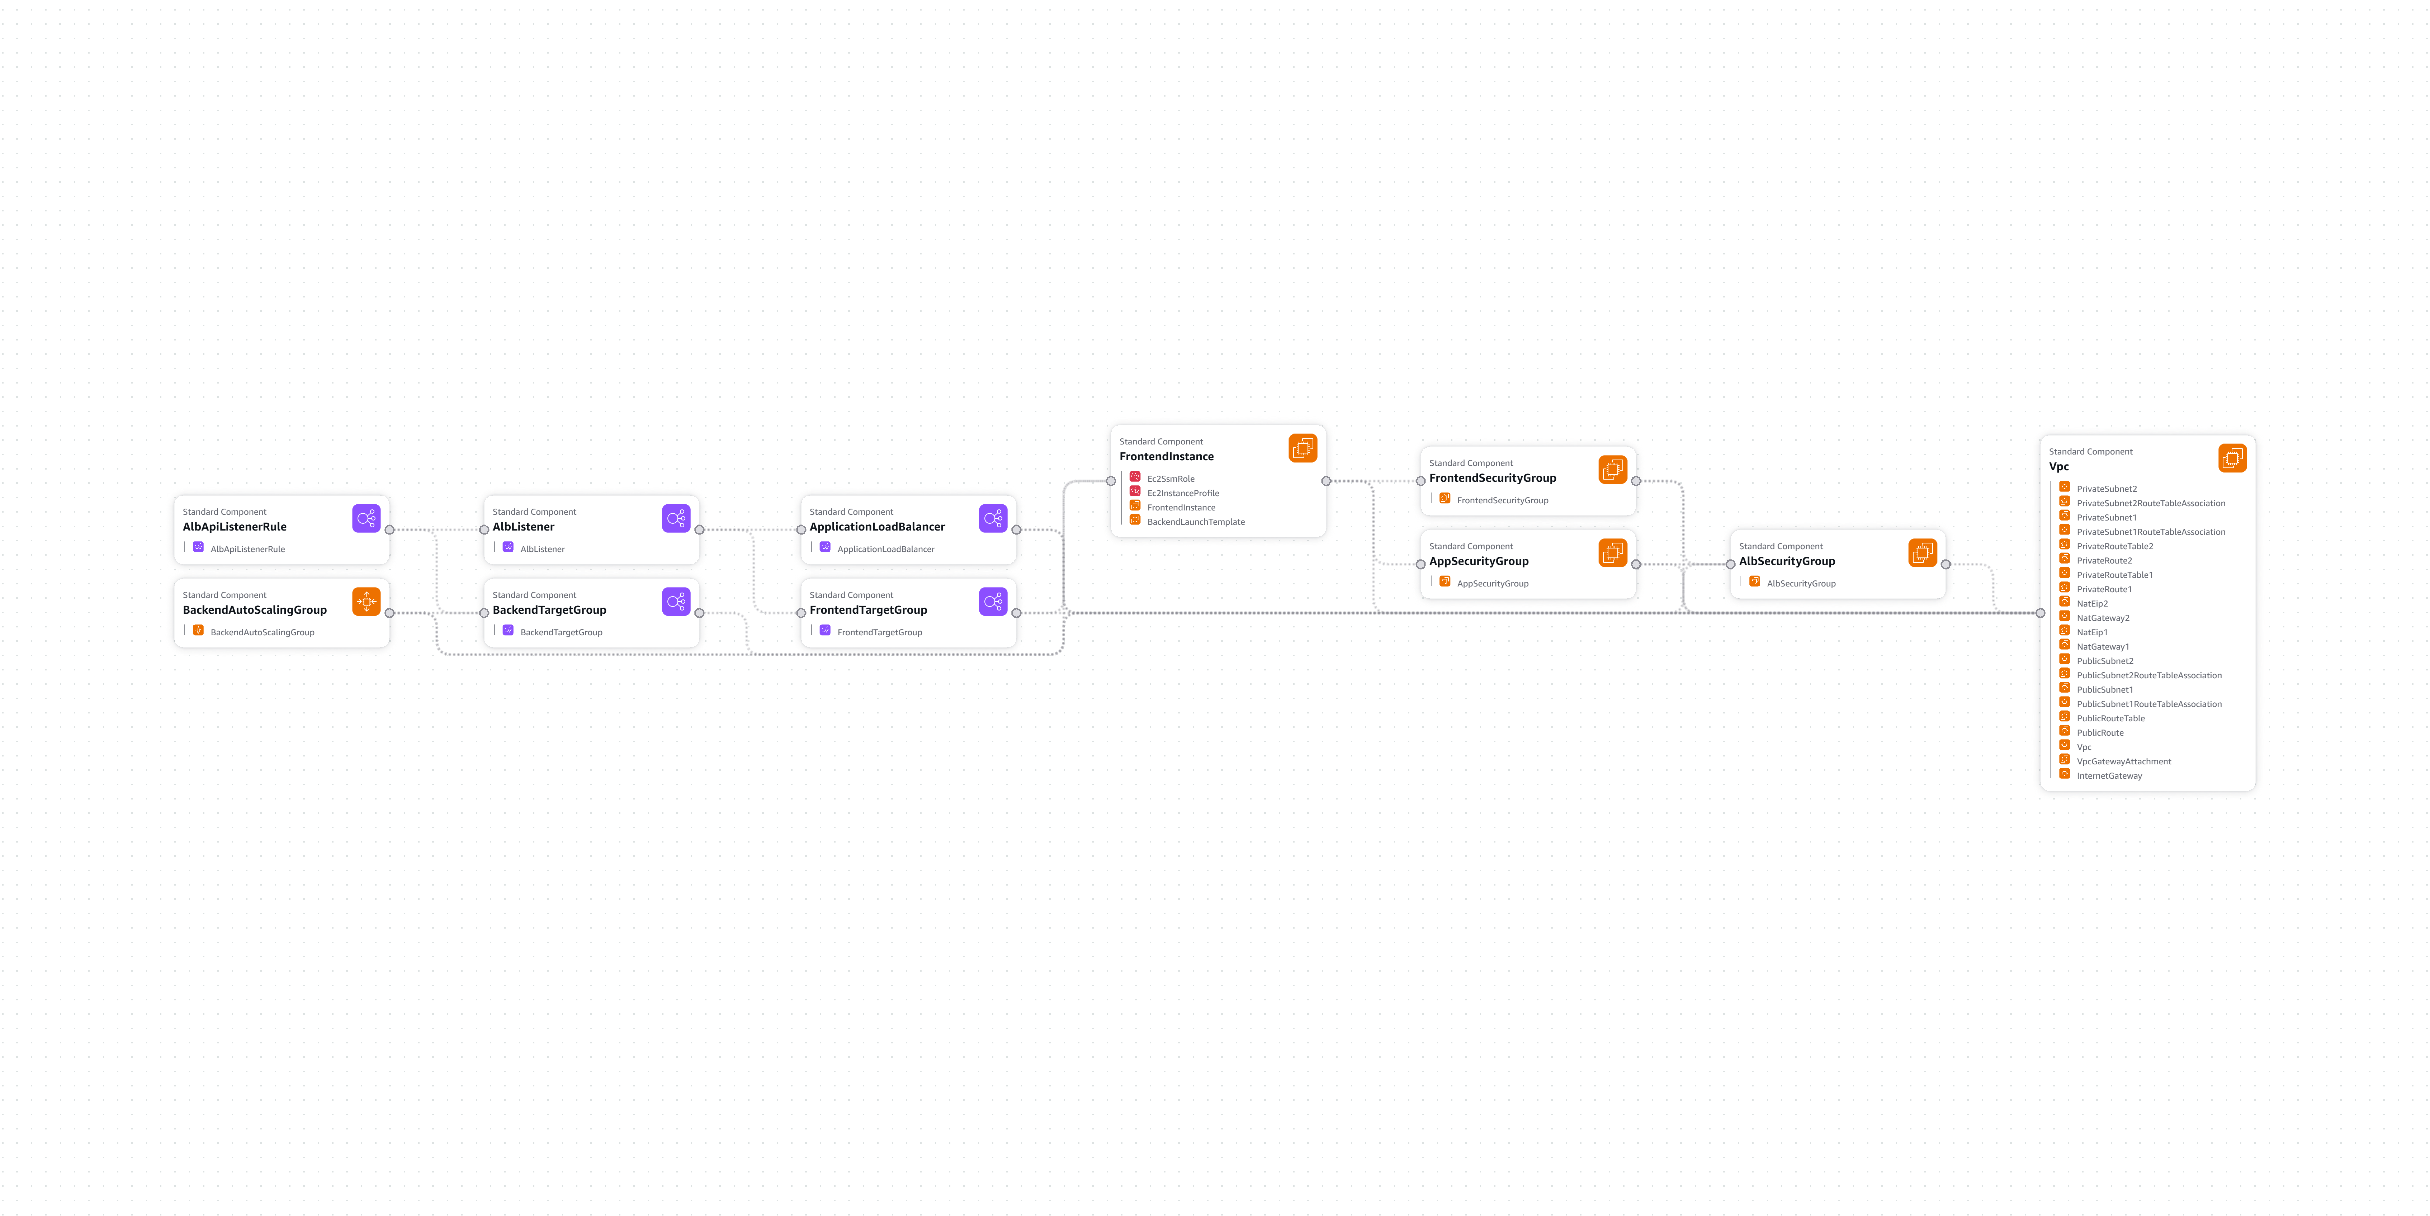 Standard Component
AlbApiListenerRule
AlbApiListenerRule
Standard Component
BackendAutoScalingGroup
BackendAutoScalingGroup
Standard Component
AlbListener
AlbListener
Standard Component
BackendTargetGroup
BackendTargetGroup
Standard Component
ApplicationLoadBalancer
ApplicationLoadBalancer
Standard Component
FrontendTargetGroup
FrontendTargetGroup
Standard Component
FrontendInstance
Ec2SsmRole
Ec2InstanceProfile
FrontendInstance
BackendLaunchTemplate
Standard Component
FrontendSecurityGroup
FrontendSecurityGroup
Standard Component
AppSecurityGroup
AppSecurityGroup
Standard Component
AlbSecurityGroup
AlbSecurityGroup
Standard Component
Vpc
PrivateSubnet2
PrivateSubnet2RouteTableAssociation
PrivateSubnet1
PrivateSubnet1RouteTableAssociation
PrivateRouteTable2
PrivateRoute2
PrivateRouteTable1
PrivateRoute1
NatEip2
NatGateway2
NatEip1
NatGateway1
PublicSubnet2
PublicSubnet2RouteTableAssociation
PublicSubnet1
PublicSubnet1RouteTableAssociation
PublicRouteTable
PublicRoute
Vpc
VpcGatewayAttachment
InternetGateway